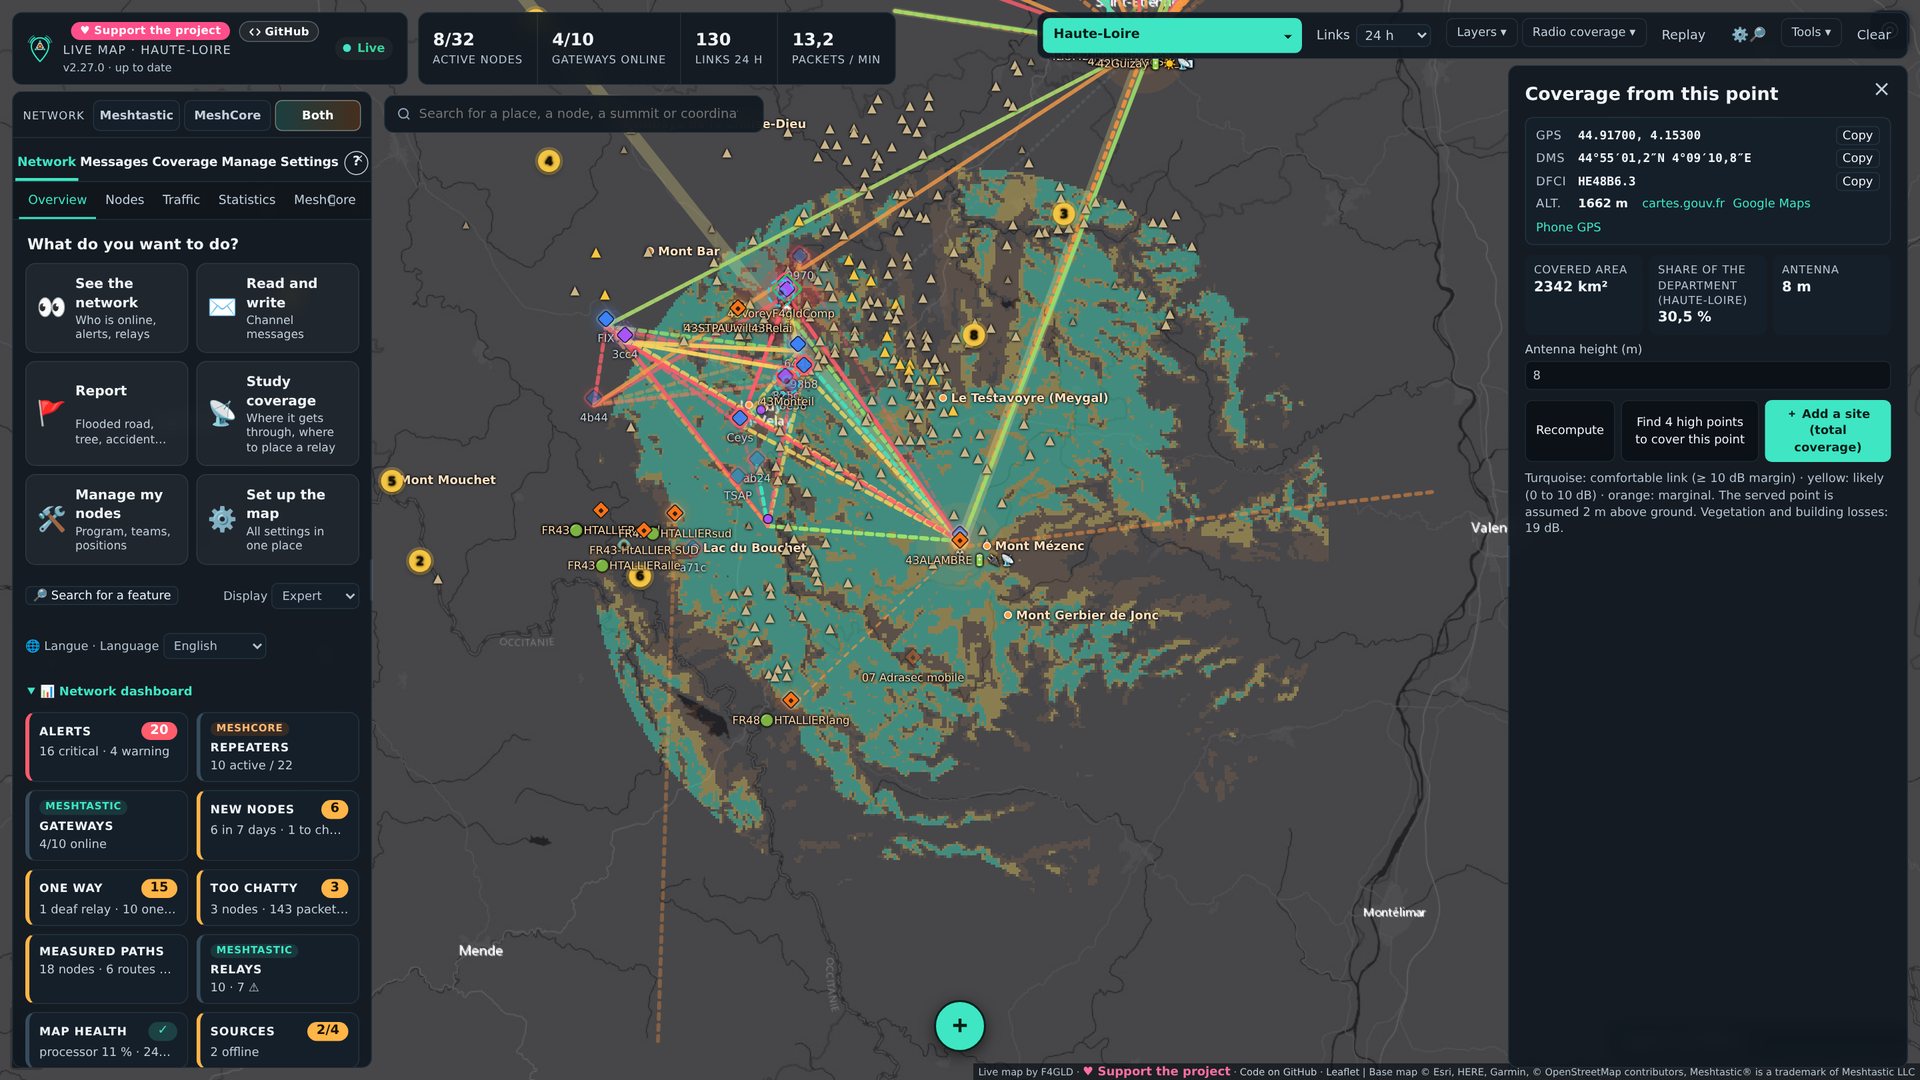 ♥ Support the project
<> GitHub
LIVE MAP · HAUTE-LOIRE
v2.27.0 · up to date
Live
8/32
ACTIVE NODES
4/10
GATEWAYS ONLINE
130
LINKS 24 H
13,2
PACKETS / MIN
Haute-Loire
Links
24 h
Layers ▾
Radio coverage ▾
Replay
Tools ▾
Clear
NETWORK
Meshtastic
MeshCore
Both
Search for a place, a node, a summit or coordina
Network
Messages
Coverage
Manage
Settings
?
Overview
Nodes
Traffic
Statistics
MeshCore
What do you want to do?
See the network
Who is online, alerts, relays
Read and write
Channel messages
Report
Flooded road, tree, accident...
Study coverage
Where it gets through, where to place a relay
Manage my nodes
Program, teams, positions
Set up the map
All settings in one place
Search for a feature
Display
Expert
Langue · Language
English
▼ Network dashboard
ALERTS
20
16 critical · 4 warning
MESHCORE
REPEATERS
10 active / 22
MESHTASTIC
GATEWAYS
4/10 online
NEW NODES
6
6 in 7 days · 1 to ch...
ONE WAY
15
1 deaf relay · 10 one...
TOO CHATTY
3
3 nodes · 143 packet...
MEASURED PATHS
18 nodes · 6 routes ...
MESHTASTIC
RELAYS
10 · 7 ⚠
MAP HEALTH
✓
processor 11 % · 24...
SOURCES
2/4
2 offline
42Guizay
e-Dieu
4
3
8
5
2
6
Mont Bar
9970
43STPAUwill
43Relai
FIX
3cc4
4b44
98b8
43Monteil
Ceys
ab24
TSAP
Le Testavoyre (Meygal)
Mont Mouchet
FR43
HTALLIERsud
FR43-HtALLIER-SUD
FR43 HTALLIERalle
a71c
Lac du Bouchet
43ALAMBRE
Mont Mézenc
Mont Gerbier de Jonc
07 Adrasec mobile
FR48 HTALLIERlang
OCCITANIE
OCCITANIE
Mende
Montélimar
Valen
+
Coverage from this point
GPS 44.91700, 4.15300 Copy
DMS 44°55′01,2″N 4°09′10,8″E Copy
DFCI HE48B6.3 Copy
ALT. 1662 m cartes.gouv.fr Google Maps
Phone GPS
COVERED AREA
2342 km²
SHARE OF THE DEPARTMENT (HAUTE-LOIRE)
30,5 %
ANTENNA
8 m
Antenna height (m)
8
Recompute
Find 4 high points to cover this point
+ Add a site (total coverage)
Turquoise: comfortable link (≥ 10 dB margin) · yellow: likely
(0 to 10 dB) · orange: marginal. The served point is
assumed 2 m above ground. Vegetation and building losses:
19 dB.
Live map by F4GLD · ♥ Support the project · Code on GitHub · Leaflet | Base map © Esri, HERE, Garmin, © OpenStreetMap contributors, Meshtastic® is a trademark of Meshtastic LLC